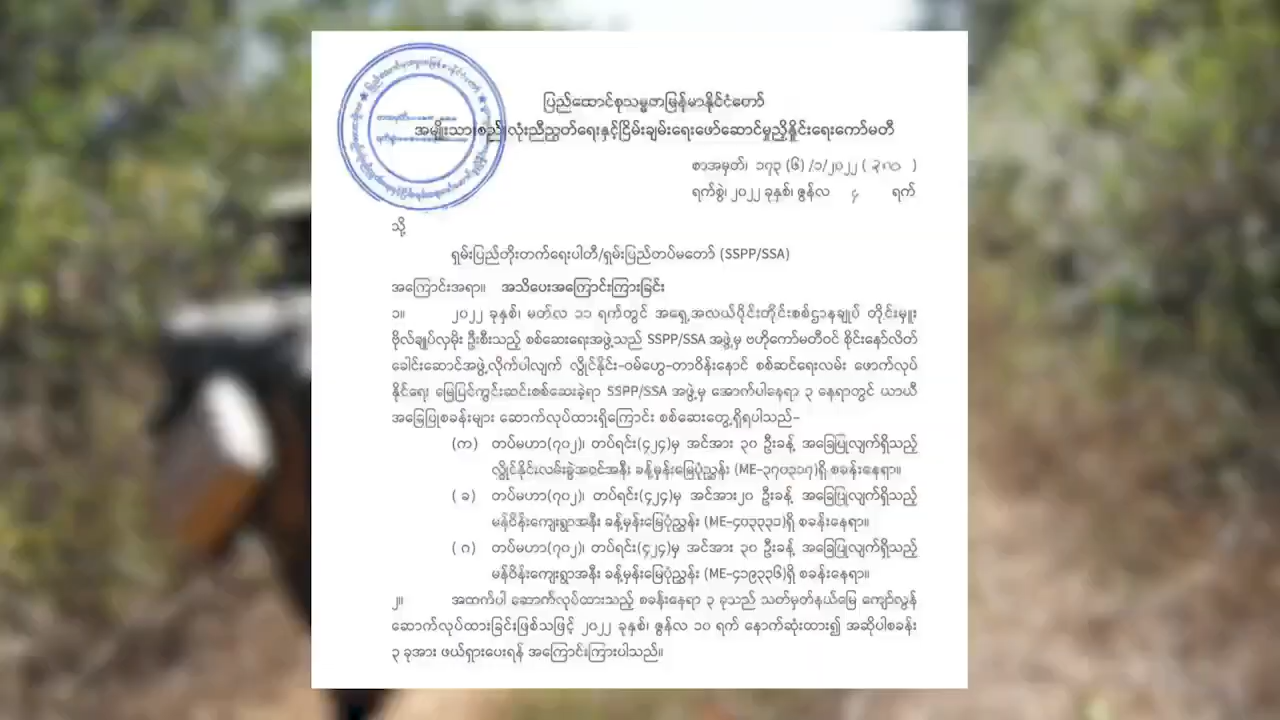 ပြည်ထောင်စုသမ္မတမြန်မာနိုင်ငံတော်
အမျိုးသားစည်းလုံးညီညွတ်ရေးနှင့်ငြိမ်းချမ်းရေးဖော်ဆောင်မှုညှိနှိုင်းရေးကော်မတီ
စာအမှတ်၊ ၁၇၃ (၆) /၁/၂၀၂၂ ( )
ရက်စွဲ၊ ၂၀၂၂ ခုနှစ်၊ ဇွန်လ ၄ ရက်
သို့
ရှမ်းပြည်တိုးတက်ရေးပါတီ/ရှမ်းပြည်တပ်မတော် (SSPP/SSA)
အကြောင်းအရာ။ အသိပေးအကြောင်းကြားခြင်း
၁။ ၂၀၂၂ ခုနှစ်၊ မတ်လ ၁၁ ရက်တွင် အရှေ့အလယ်ပိုင်းတိုင်းစစ်ဌာနချုပ် တိုင်းမှူး
ဗိုလ်ချုပ်လှမိုး ဦးစီးသည့် စစ်ဆေးရေးအဖွဲ့သည် SSPP/SSA အဖွဲ့မှ ဗဟိုကော်မတီဝင် စိုင်းနော်လိတ်
ခေါင်းဆောင်အဖွဲ့လိုက်ပါလျက် လွိုင်နိုင်း-ဝမ်ဟွေ-တာဝိန်းနောင် စစ်ဆင်ရေးလမ်း ဖောက်လုပ်
နိုင်ရေး မြေပြင်ကွင်းဆင်းစစ်ဆေးခဲ့ရာ SSPP/SSA အဖွဲ့မှ အောက်ပါနေရာ ၃ နေရာတွင် ယာယီ
အခြေပြုစခန်းများ ဆောက်လုပ်ထားရှိကြောင်း စစ်ဆေးတွေ့ရှိရပါသည်-
(က) တပ်မဟာ(၇၀၂)၊ တပ်ရင်း(၄၂၄)မှ အင်အား ၃၀ ဦးခန့် အခြေပြုလျက်ရှိသည့်
လွိုင်နိုင်းလမ်းခွဲအဝင်အနီး ခန့်မှန်းမြေပုံညွှန်း (ME-၃၇၀၃၁၇)ရှိ စခန်းနေရာ။
( ခ) တပ်မဟာ(၇၀၂)၊ တပ်ရင်း(၄၂၄)မှ အင်အား၂၀ ဦးခန့် အခြေပြုလျက်ရှိသည့်
မန်ဝိန်းကျေးရွာအနီး ခန့်မှန်းမြေပုံညွှန်း (ME-၄၀၃၃၃၁)ရှိ စခန်းနေရာ။
( ဂ) တပ်မဟာ(၇၀၂)၊ တပ်ရင်း(၄၂၄)မှ အင်အား ၃၀ ဦးခန့် အခြေပြုလျက်ရှိသည့်
မန်ဝိန်းကျေးရွာအနီး ခန့်မှန်းမြေပုံညွှန်း (ME-၄၁၉၃၃၆)ရှိ စခန်းနေရာ။
၂။ အထက်ပါ ဆောက်လုပ်ထားသည့် စခန်းနေရာ ၃ ခုသည် သတ်မှတ်နယ်မြေ ကျော်လွန်
ဆောက်လုပ်ထားခြင်းဖြစ်သဖြင့် ၂၀၂၂ ခုနှစ်၊ ဇွန်လ ၁၀ ရက် နောက်ဆုံးထား၍ အဆိုပါစခန်း
၃ ခုအား ဖယ်ရှားပေးရန် အကြောင်းကြားပါသည်။